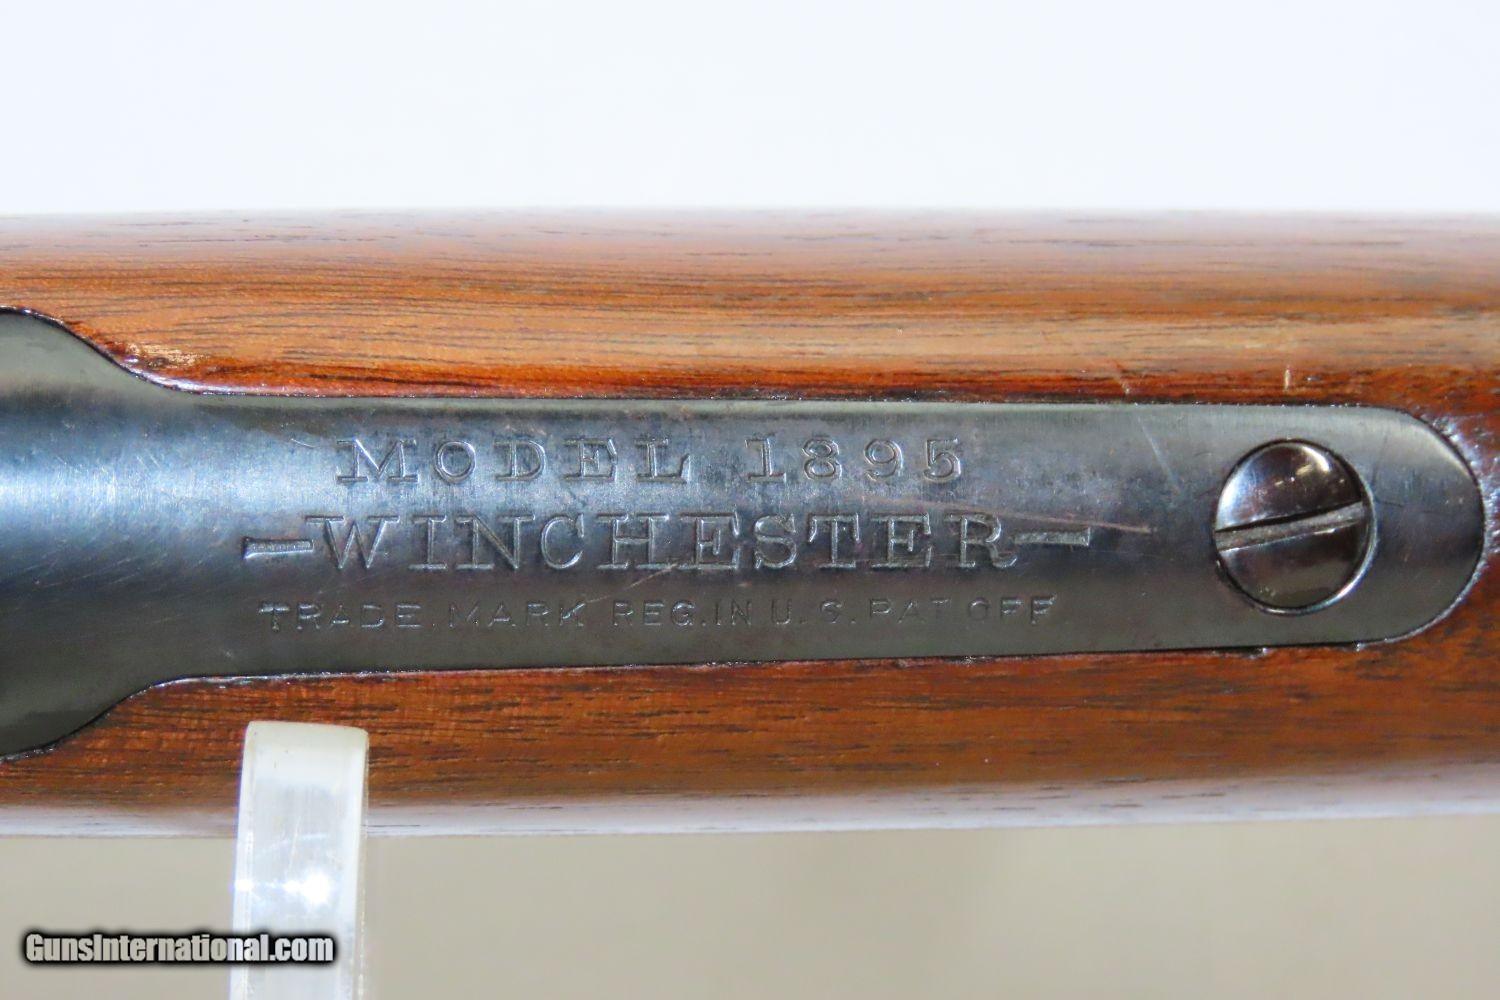 MODEL 1895
—WINCHESTER—
TRADE MARK REG. IN U. S. PAT. OFF.
GunsInternational.com